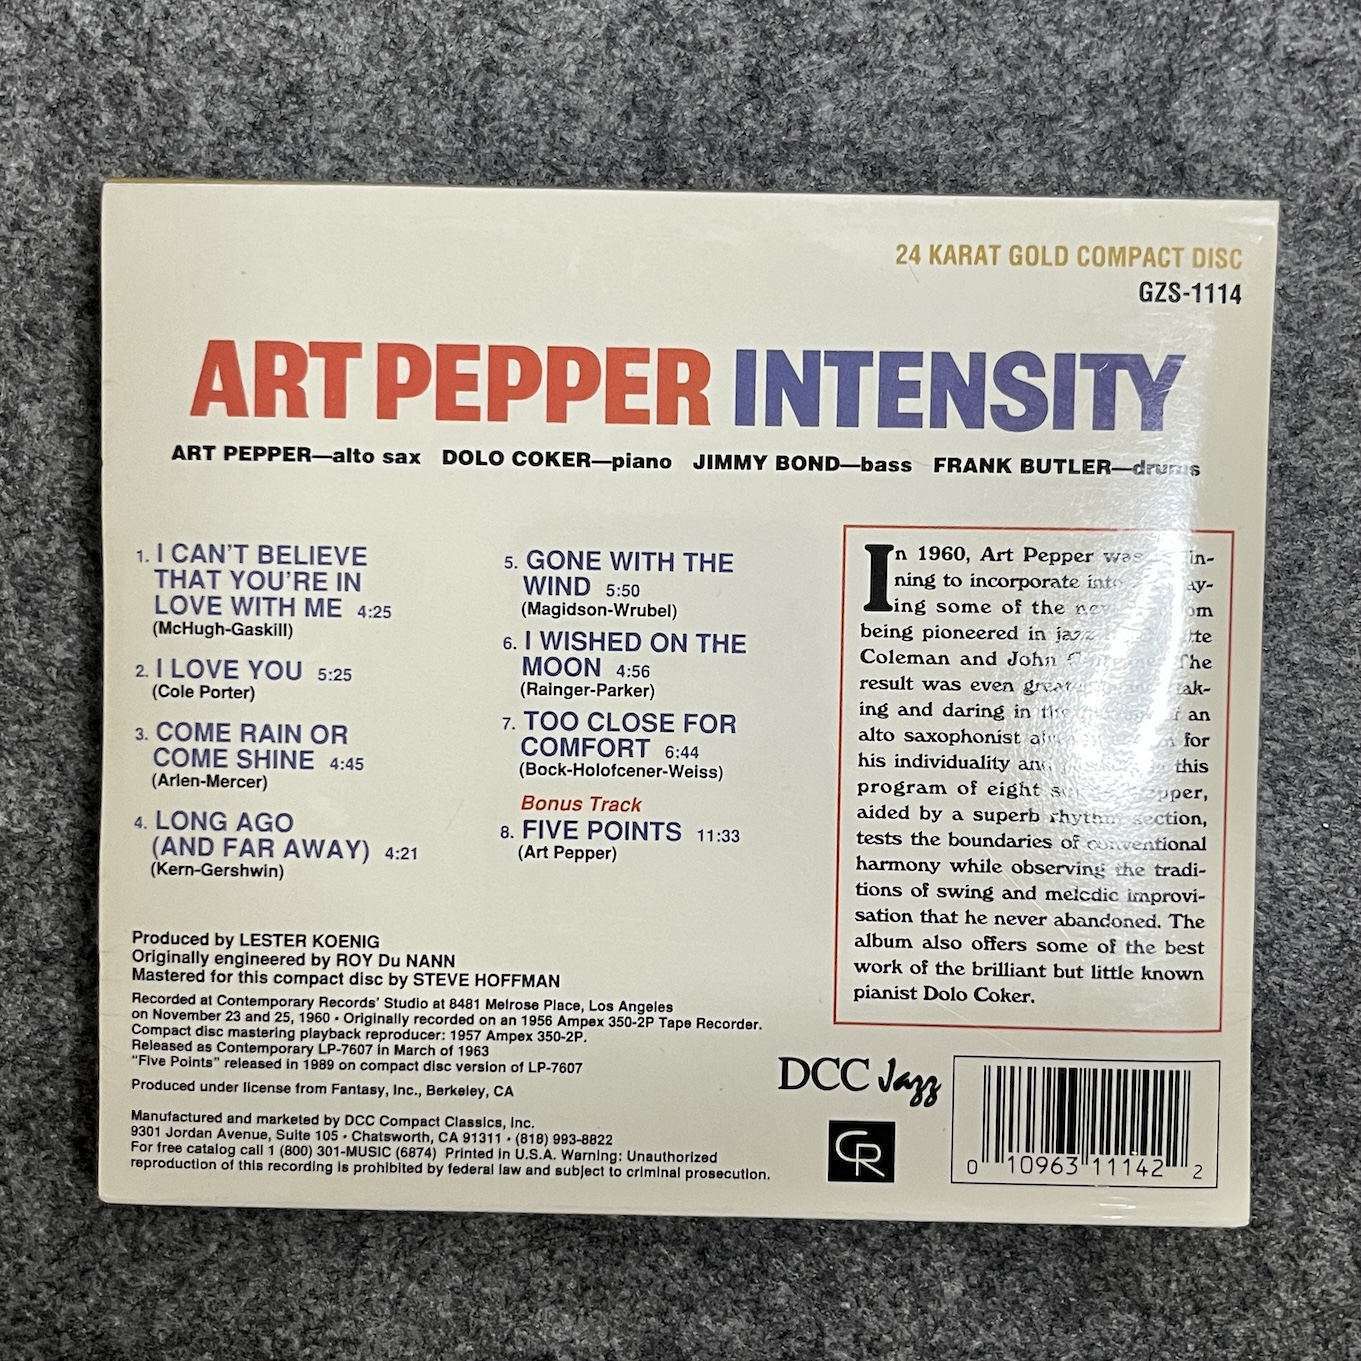 24 KARAT GOLD COMPACT DISC
GZS-1114
ART PEPPER INTENSITY
ART PEPPER—alto sax DOLO COKER—piano JIMMY BOND—bass FRANK BUTLER—drums
1. I CAN'T BELIEVE
THAT YOU'RE IN
LOVE WITH ME 4:25
(McHugh-Gaskill)
2. I LOVE YOU 5:25
(Cole Porter)
3. COME RAIN OR
COME SHINE 4:45
(Arlen-Mercer)
4. LONG AGO
(AND FAR AWAY) 4:21
(Kern-Gershwin)
5. GONE WITH THE
WIND 5:50
(Magidson-Wrubel)
6. I WISHED ON THE
MOON 4:56
(Rainger-Parker)
7. TOO CLOSE FOR
COMFORT 6:44
(Bock-Holofcener-Weiss)
Bonus Track
8. FIVE POINTS 11:33
(Art Pepper)
In 1960, Art Pepper was
ning to incorporate into
ing some of the
being pioneered in jazz
Coleman and John The
result was even
ing and daring in an
alto saxophonist for
his individuality and this
program of eight
aided by a superb rhythm section,
tests the boundaries of conventional
harmony while observing the tradi-
tions of swing and melodic improvi-
sation that he never abandoned. The
album also offers some of the best
work of the brilliant but little known
pianist Dolo Coker.
Produced by LESTER KOENIG
Originally engineered by ROY Du NANN
Mastered for this compact disc by STEVE HOFFMAN
Recorded at Contemporary Records' Studio at 8481 Melrose Place, Los Angeles
on November 23 and 25, 1960 • Originally recorded on an 1956 Ampex 350-2P Tape Recorder.
Compact disc mastering playback reproducer: 1957 Ampex 350-2P.
Released as Contemporary LP-7607 in March of 1963
"Five Points" released in 1989 on compact disc version of LP-7607
Produced under license from Fantasy, Inc., Berkeley, CA
Manufactured and marketed by DCC Compact Classics, Inc.
9301 Jordan Avenue, Suite 105 • Chatsworth, CA 91311 • (818) 993-8822
For free catalog call 1 (800) 301-MUSIC (6874) Printed in U.S.A. Warning: Unauthorized
reproduction of this recording is prohibited by federal law and subject to criminal prosecution.
DCC Jazz
CR
0 10963 11142 2